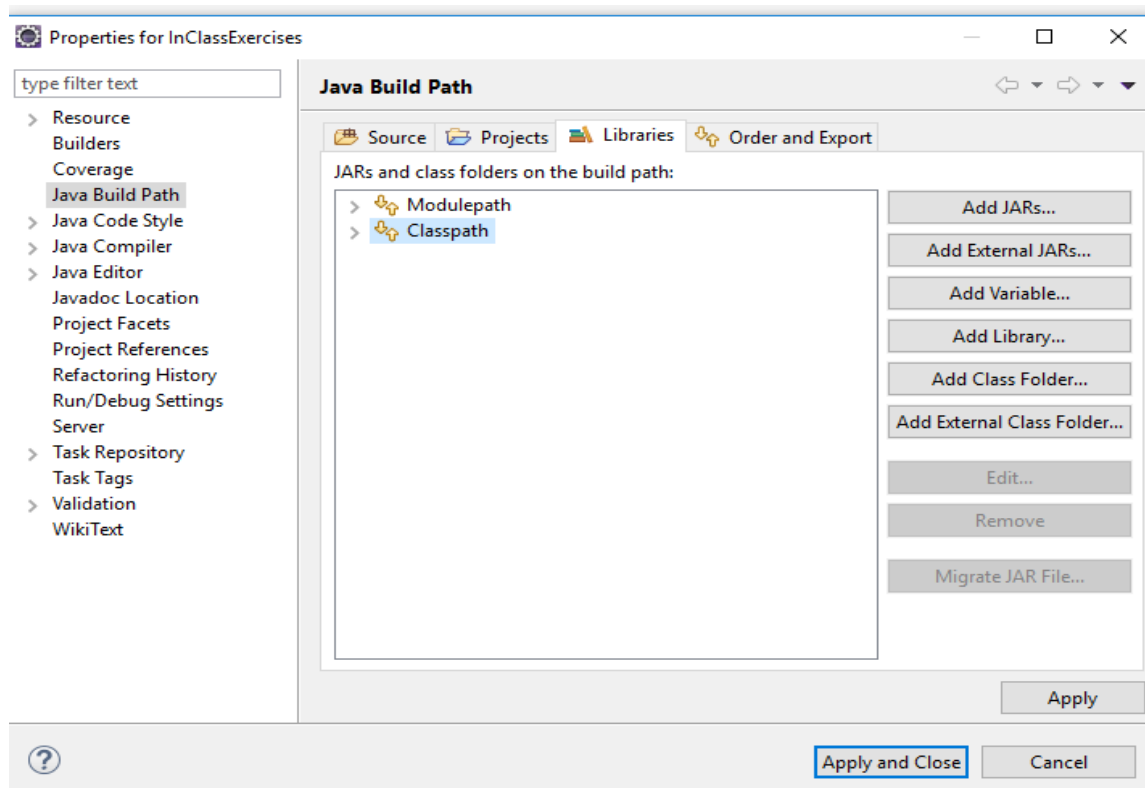 Properties for InClassExercises
type filter text
Resource
Builders
Coverage
Java Build Path
Java Code Style
Java Compiler
Java Editor
Javadoc Location
Project Facets
Project References
Refactoring History
Run/Debug Settings
Server
Task Repository
Task Tags
Validation
WikiText
Java Build Path
Source Projects Libraries Order and Export
JARs and class folders on the build path:
Modulepath
Classpath
Add JARs...
Add External JARs...
Add Variable...
Add Library...
Add Class Folder...
Add External Class Folder...
Edit...
Remove
Migrate JAR File...
Apply
?
Apply and Close Cancel